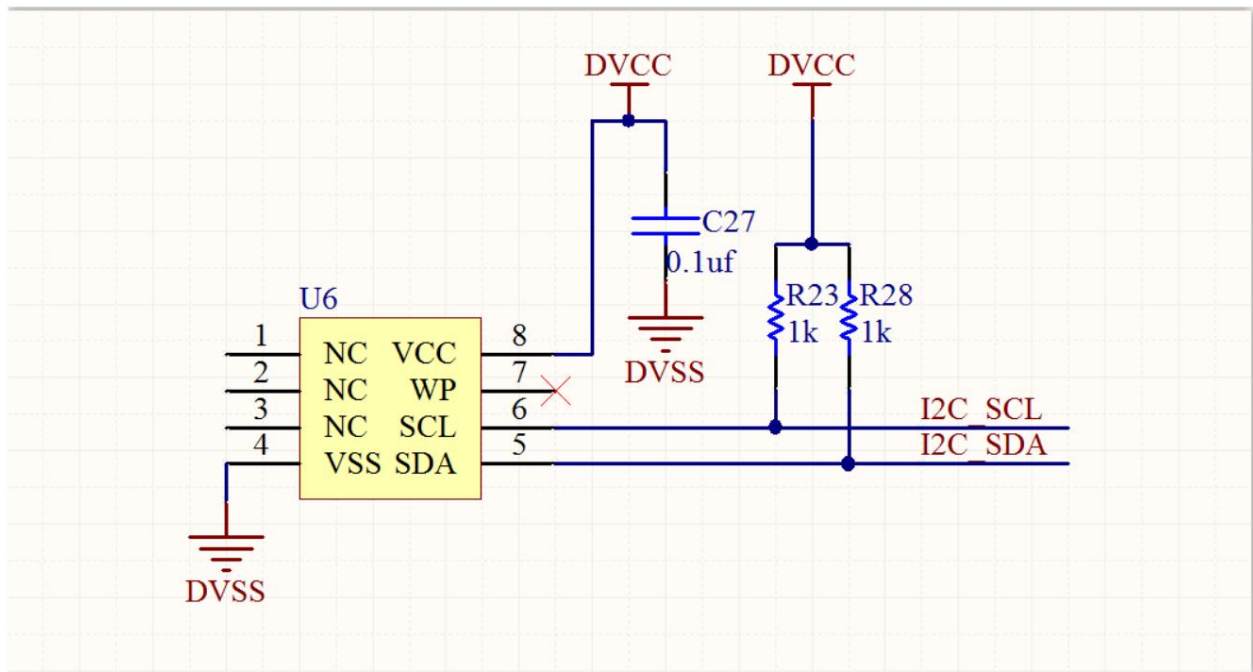 DVCC DVCC
C27
0.1uf
R23 R28
1k 1k
U6
DVSS
1 NC VCC 8
2 NC WP 7
3 NC SCL 6
4 VSS SDA 5
I2C_SCL
I2C_SDA
DVSS